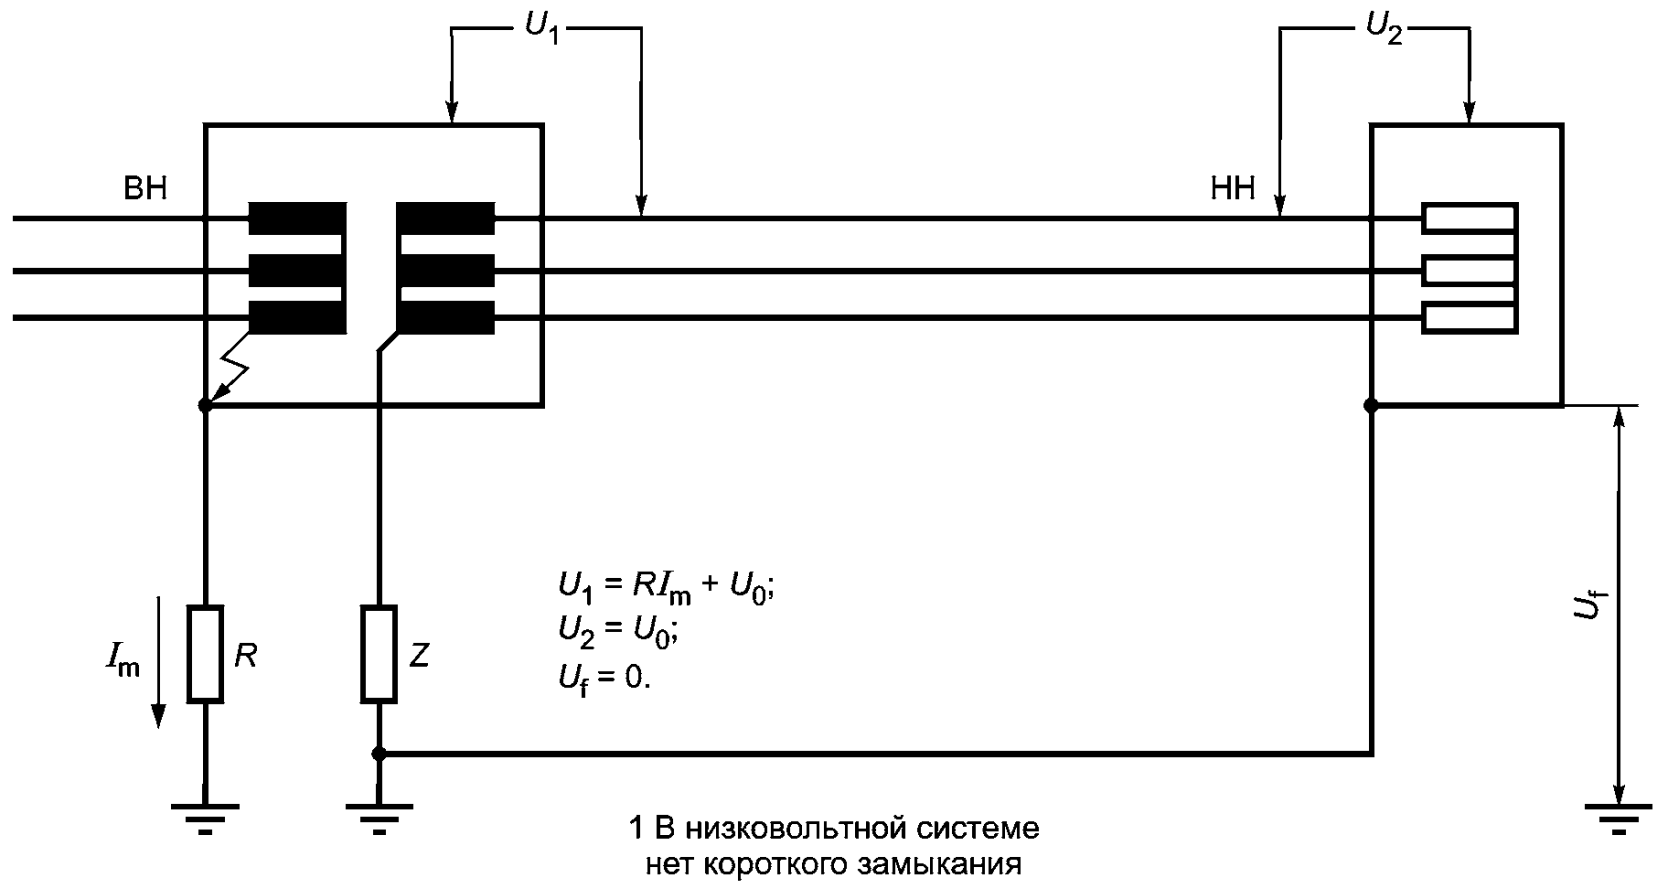 U1
U2
ВН
НН
U1 = RIm + U0;
U2 = U0;
Uf = 0.
Im
R
Z
Uf
1 В низковольтной системе
нет короткого замыкания